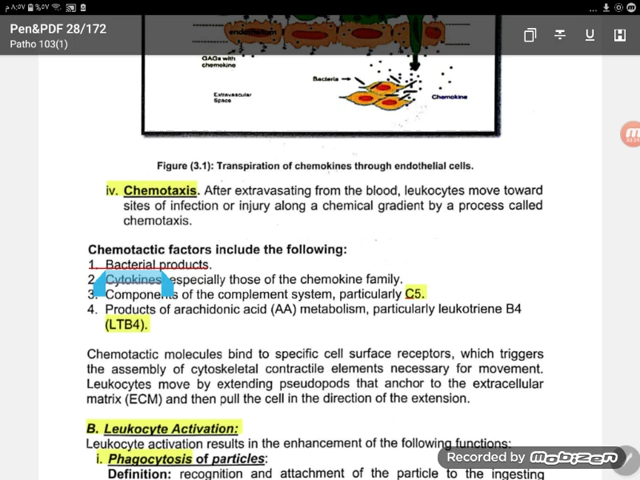 م ٨:٥٧
%٥٧
Pen&PDF 28/172
Patho 103(1)
endothelium
GAGs with
chemokine
Bacteria
Extravascular
Space
Chemokine
Figure (3.1): Transpiration of chemokines through endothelial cells.
iv. Chemotaxis. After extravasating from the blood, leukocytes move toward
sites of infection or injury along a chemical gradient by a process called
chemotaxis.
Chemotactic factors include the following:
1. Bacterial products.
2. Cytokines especially those of the chemokine family.
3. Components of the complement system, particularly C5.
4. Products of arachidonic acid (AA) metabolism, particularly leukotriene B4
(LTB4).
Chemotactic molecules bind to specific cell surface receptors, which triggers
the assembly of cytoskeletal contractile elements necessary for movement.
Leukocytes move by extending pseudopods that anchor to the extracellular
matrix (ECM) and then pull the cell in the direction of the extension.
B. Leukocyte Activation:
Leukocyte activation results in the enhancement of the following functions:
i. Phagocytosis of particles:
Definition: recognition and attachment of the particle to the ingesting
Recorded by Mobizen